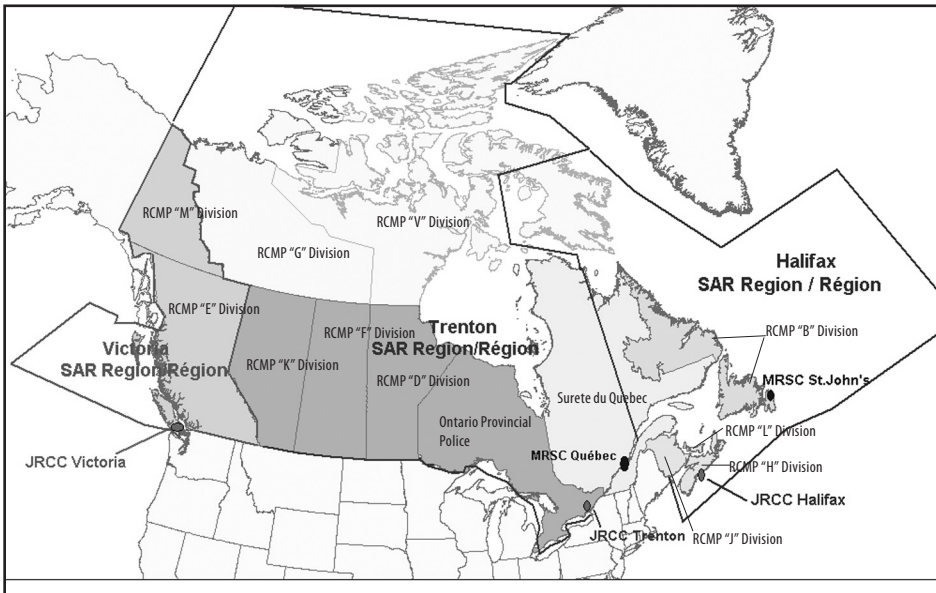 RCMP "M" Division
RCMP "V" Division
RCMP "G" Division
Halifax
SAR Region / Région
RCMP "E" Division
RCMP "F" Division
Trenton
SAR Region/Région
RCMP "B" Division
Victoria
SAR Region/Région
RCMP "K" Division
RCMP "D" Division
MRSC St.John's
Surete du Quebec
Ontario Provincial
Police
RCMP "L" Division
JRCC Victoria
MRSC Québec
RCMP "H" Division
JRCC Halifax
JRCC Trenton
RCMP "J" Division